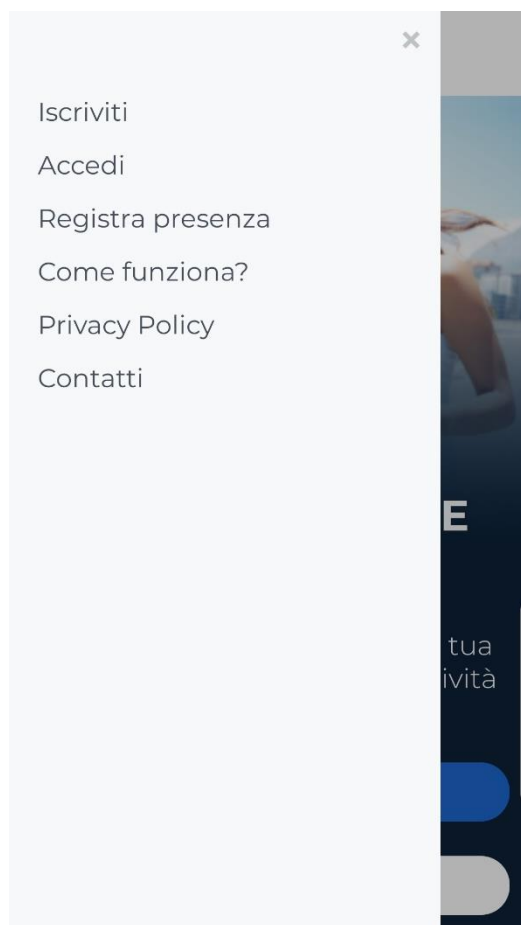 Iscriviti
Accedi
Registra presenza
Come funziona?
Privacy Policy
Contatti
E
tua
ività